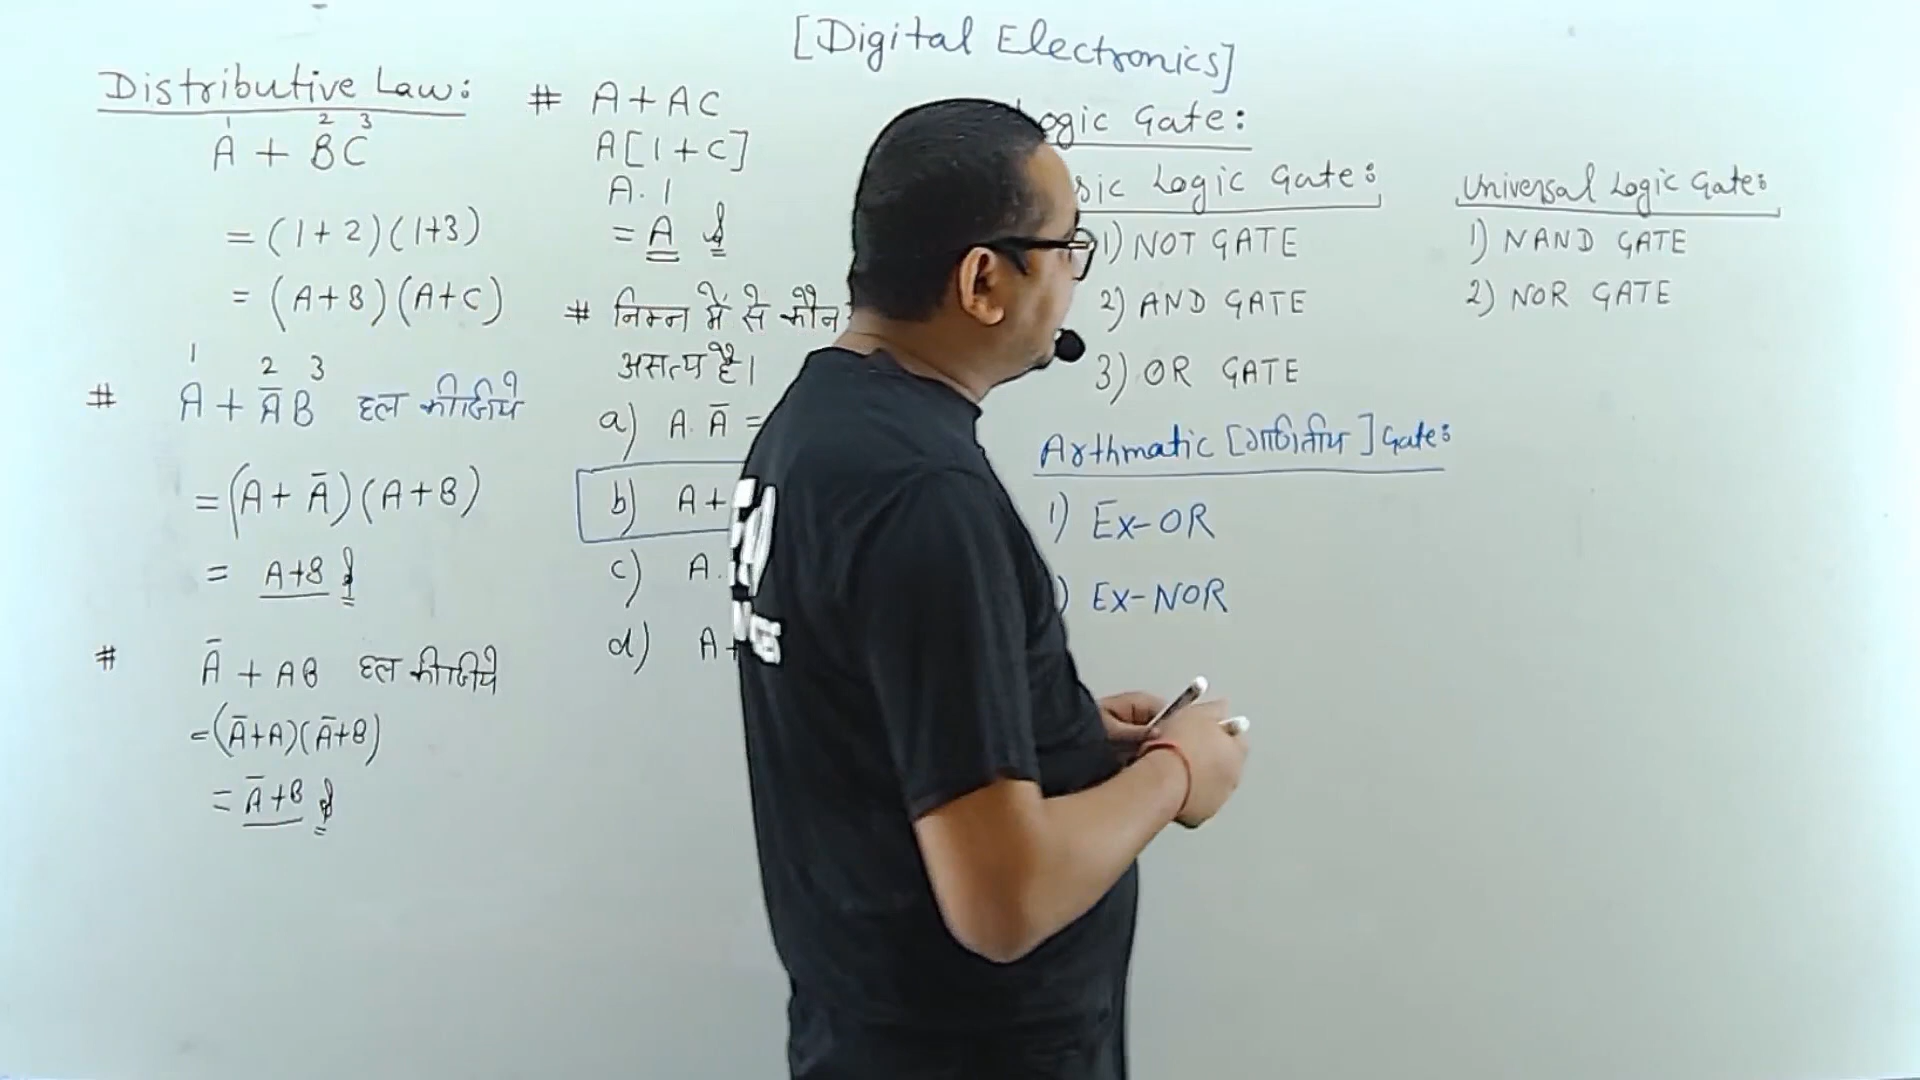 [Digital Electronics]
Distributive Law:
1 2 3
A + BC
= (1+2)(1+3)
= (A+B)(A+C)
1 2 3
# A + A̅B हल कीजिये
= (A+A̅)(A+B)
= A+B
# A̅ + AB हल कीजिये
= (A̅+A)(A̅+B)
= A̅+B
# A + AC
A[1+C]
A. 1
= A
# निम्न में से कौन
असत्य है।
a) A. A̅ =
b) A+
c) A.
d) A+
Gate:
Logic Gate:
1) NOT GATE
2) AND GATE
3) OR GATE
Universal Logic Gate:
1) NAND GATE
2) NOR GATE
Arthmatic [गणितीय] Gate:
1) Ex-OR
) Ex-NOR